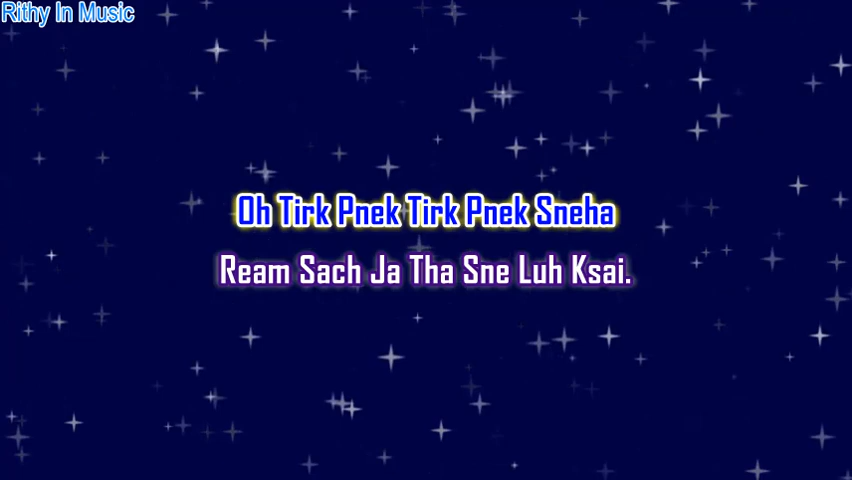 Rithy In Music
Oh Tirk Pnek Tirk Pnek Sneha
Ream Sach Ja Tha Sne Luh Ksai.